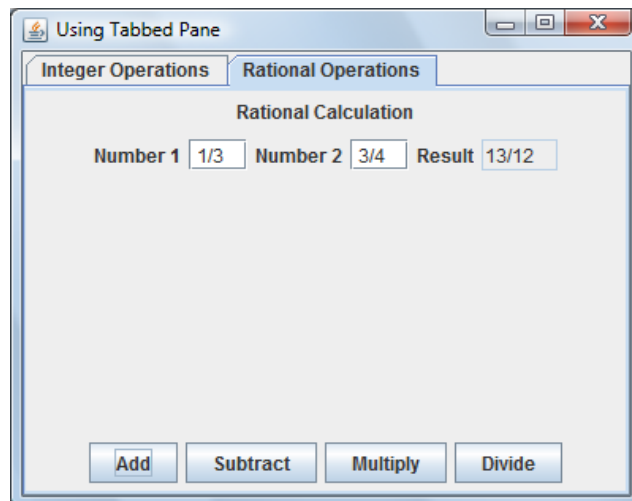 Using Tabbed Pane
Integer Operations Rational Operations
Rational Calculation
Number 1 1/3 Number 2 3/4 Result 13/12
Add Subtract Multiply Divide